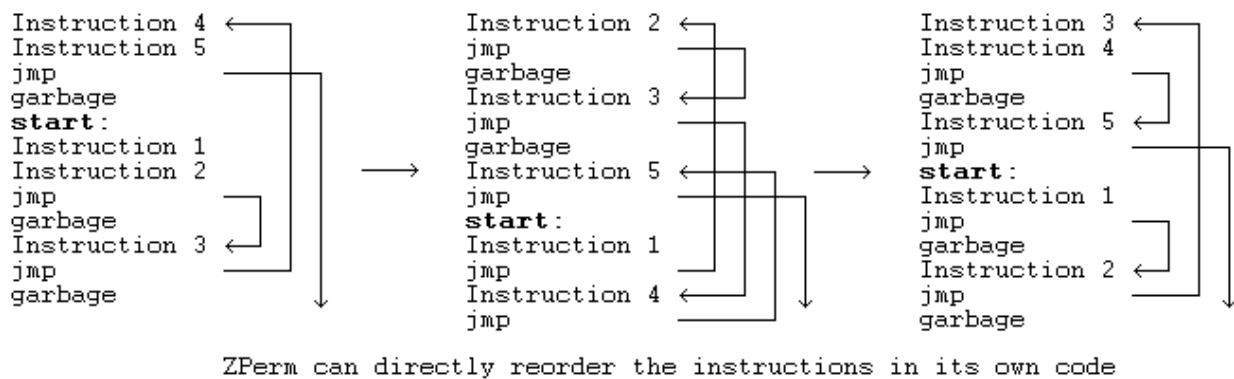 Instruction 4
Instruction 5
jmp
garbage
start:
Instruction 1
Instruction 2
jmp
garbage
Instruction 3
jmp
garbage
Instruction 2
jmp
garbage
Instruction 3
jmp
garbage
Instruction 5
jmp
start:
Instruction 1
jmp
Instruction 4
jmp
Instruction 3
Instruction 4
jmp
garbage
Instruction 5
jmp
start:
Instruction 1
jmp
garbage
Instruction 2
jmp
garbage
ZPerm can directly reorder the instructions in its own code